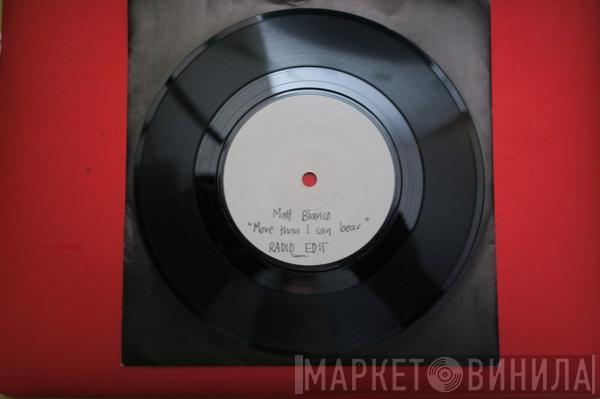 Matt Bianco
"More than I can bear"
RADIO EDIT
МАРКЕТ ВИНИЛА